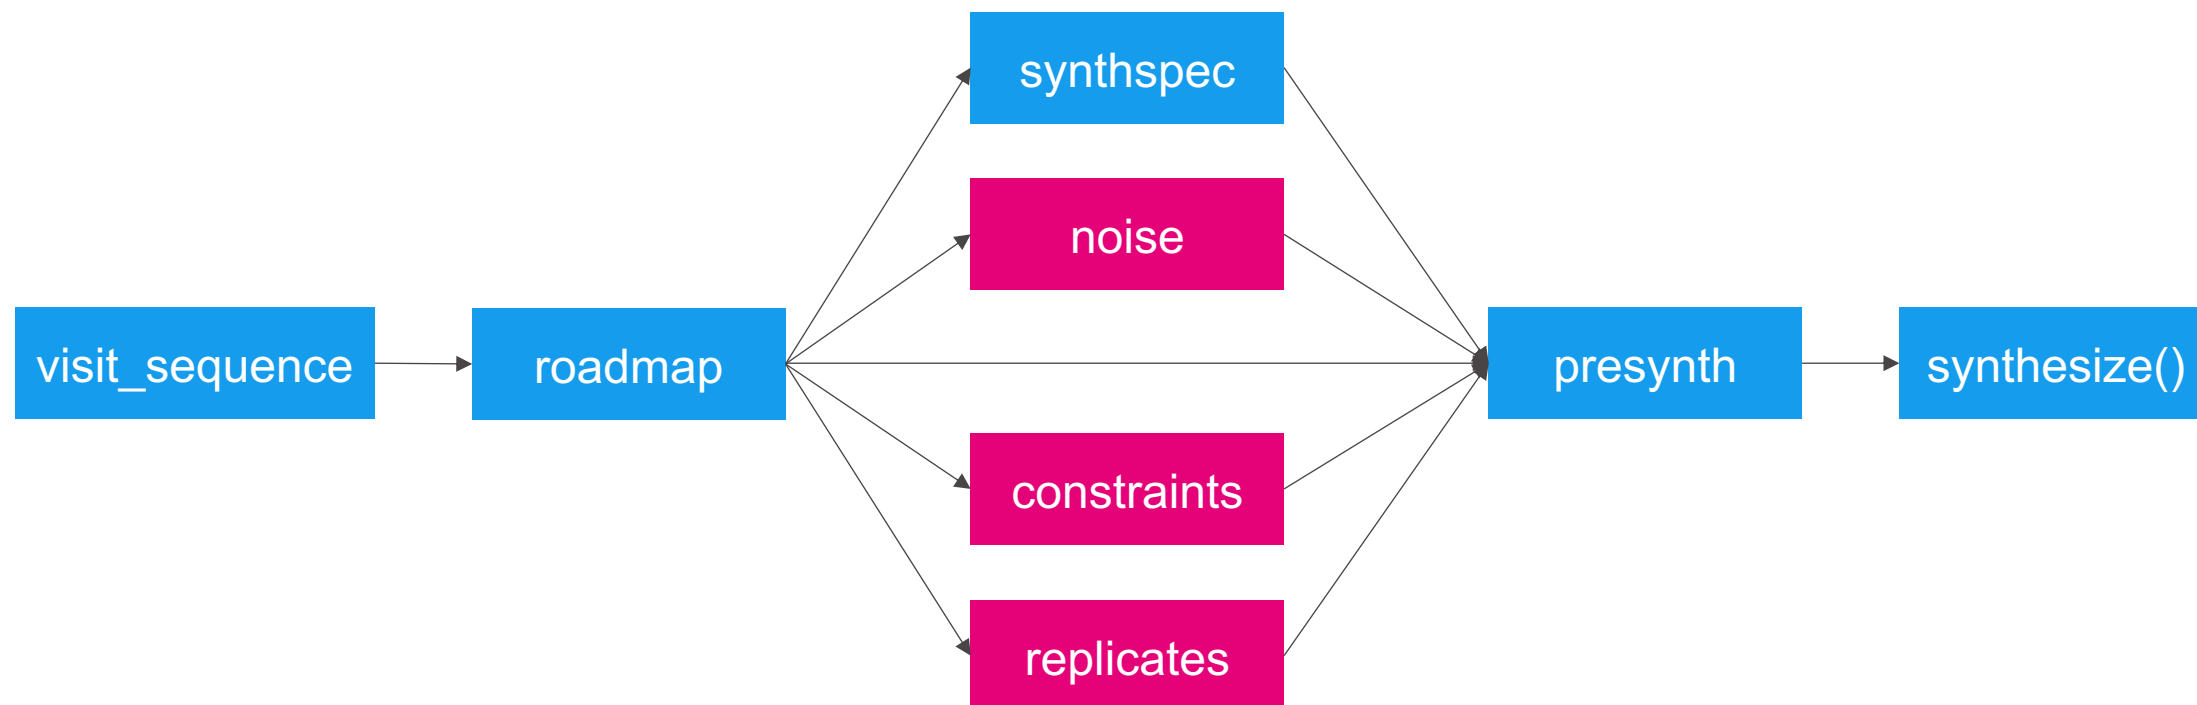 synthspec
noise
visit_sequence
roadmap
presynth
synthesize()
constraints
replicates